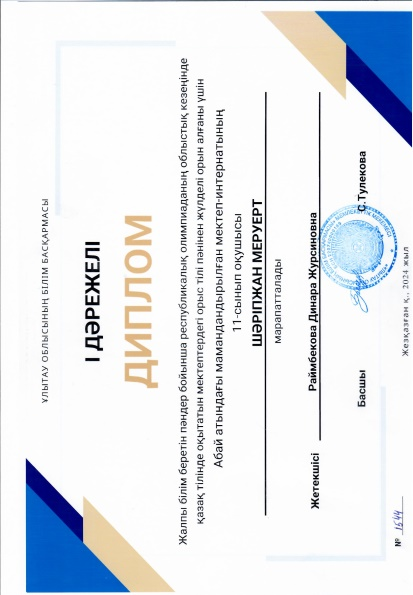 ҰЛЫТАУ ОБЛЫСЫНЫҢ БІЛІМ БАСҚАРМАСЫ
І ДӘРЕЖЕЛІ
ДИПЛОМ
Жалпы білім беретін пәндер бойынша республикалық олимпиаданың облыстық кезеңінде
қазақ тілінде оқытатын мектептердегі орыс тілі пәнінен жүлделі орын алғаны үшін
Абай атындағы мамандандырылған мектеп-интернатының
11-сынып оқушысы
ШӘРІПЖАН МЕРУЕРТ
марапатталады
Жетекшісі Раймбекова Динара Журсиновна
Басшы С.Тулекова
№ 1544
Жезқазған қ., 2024 жыл